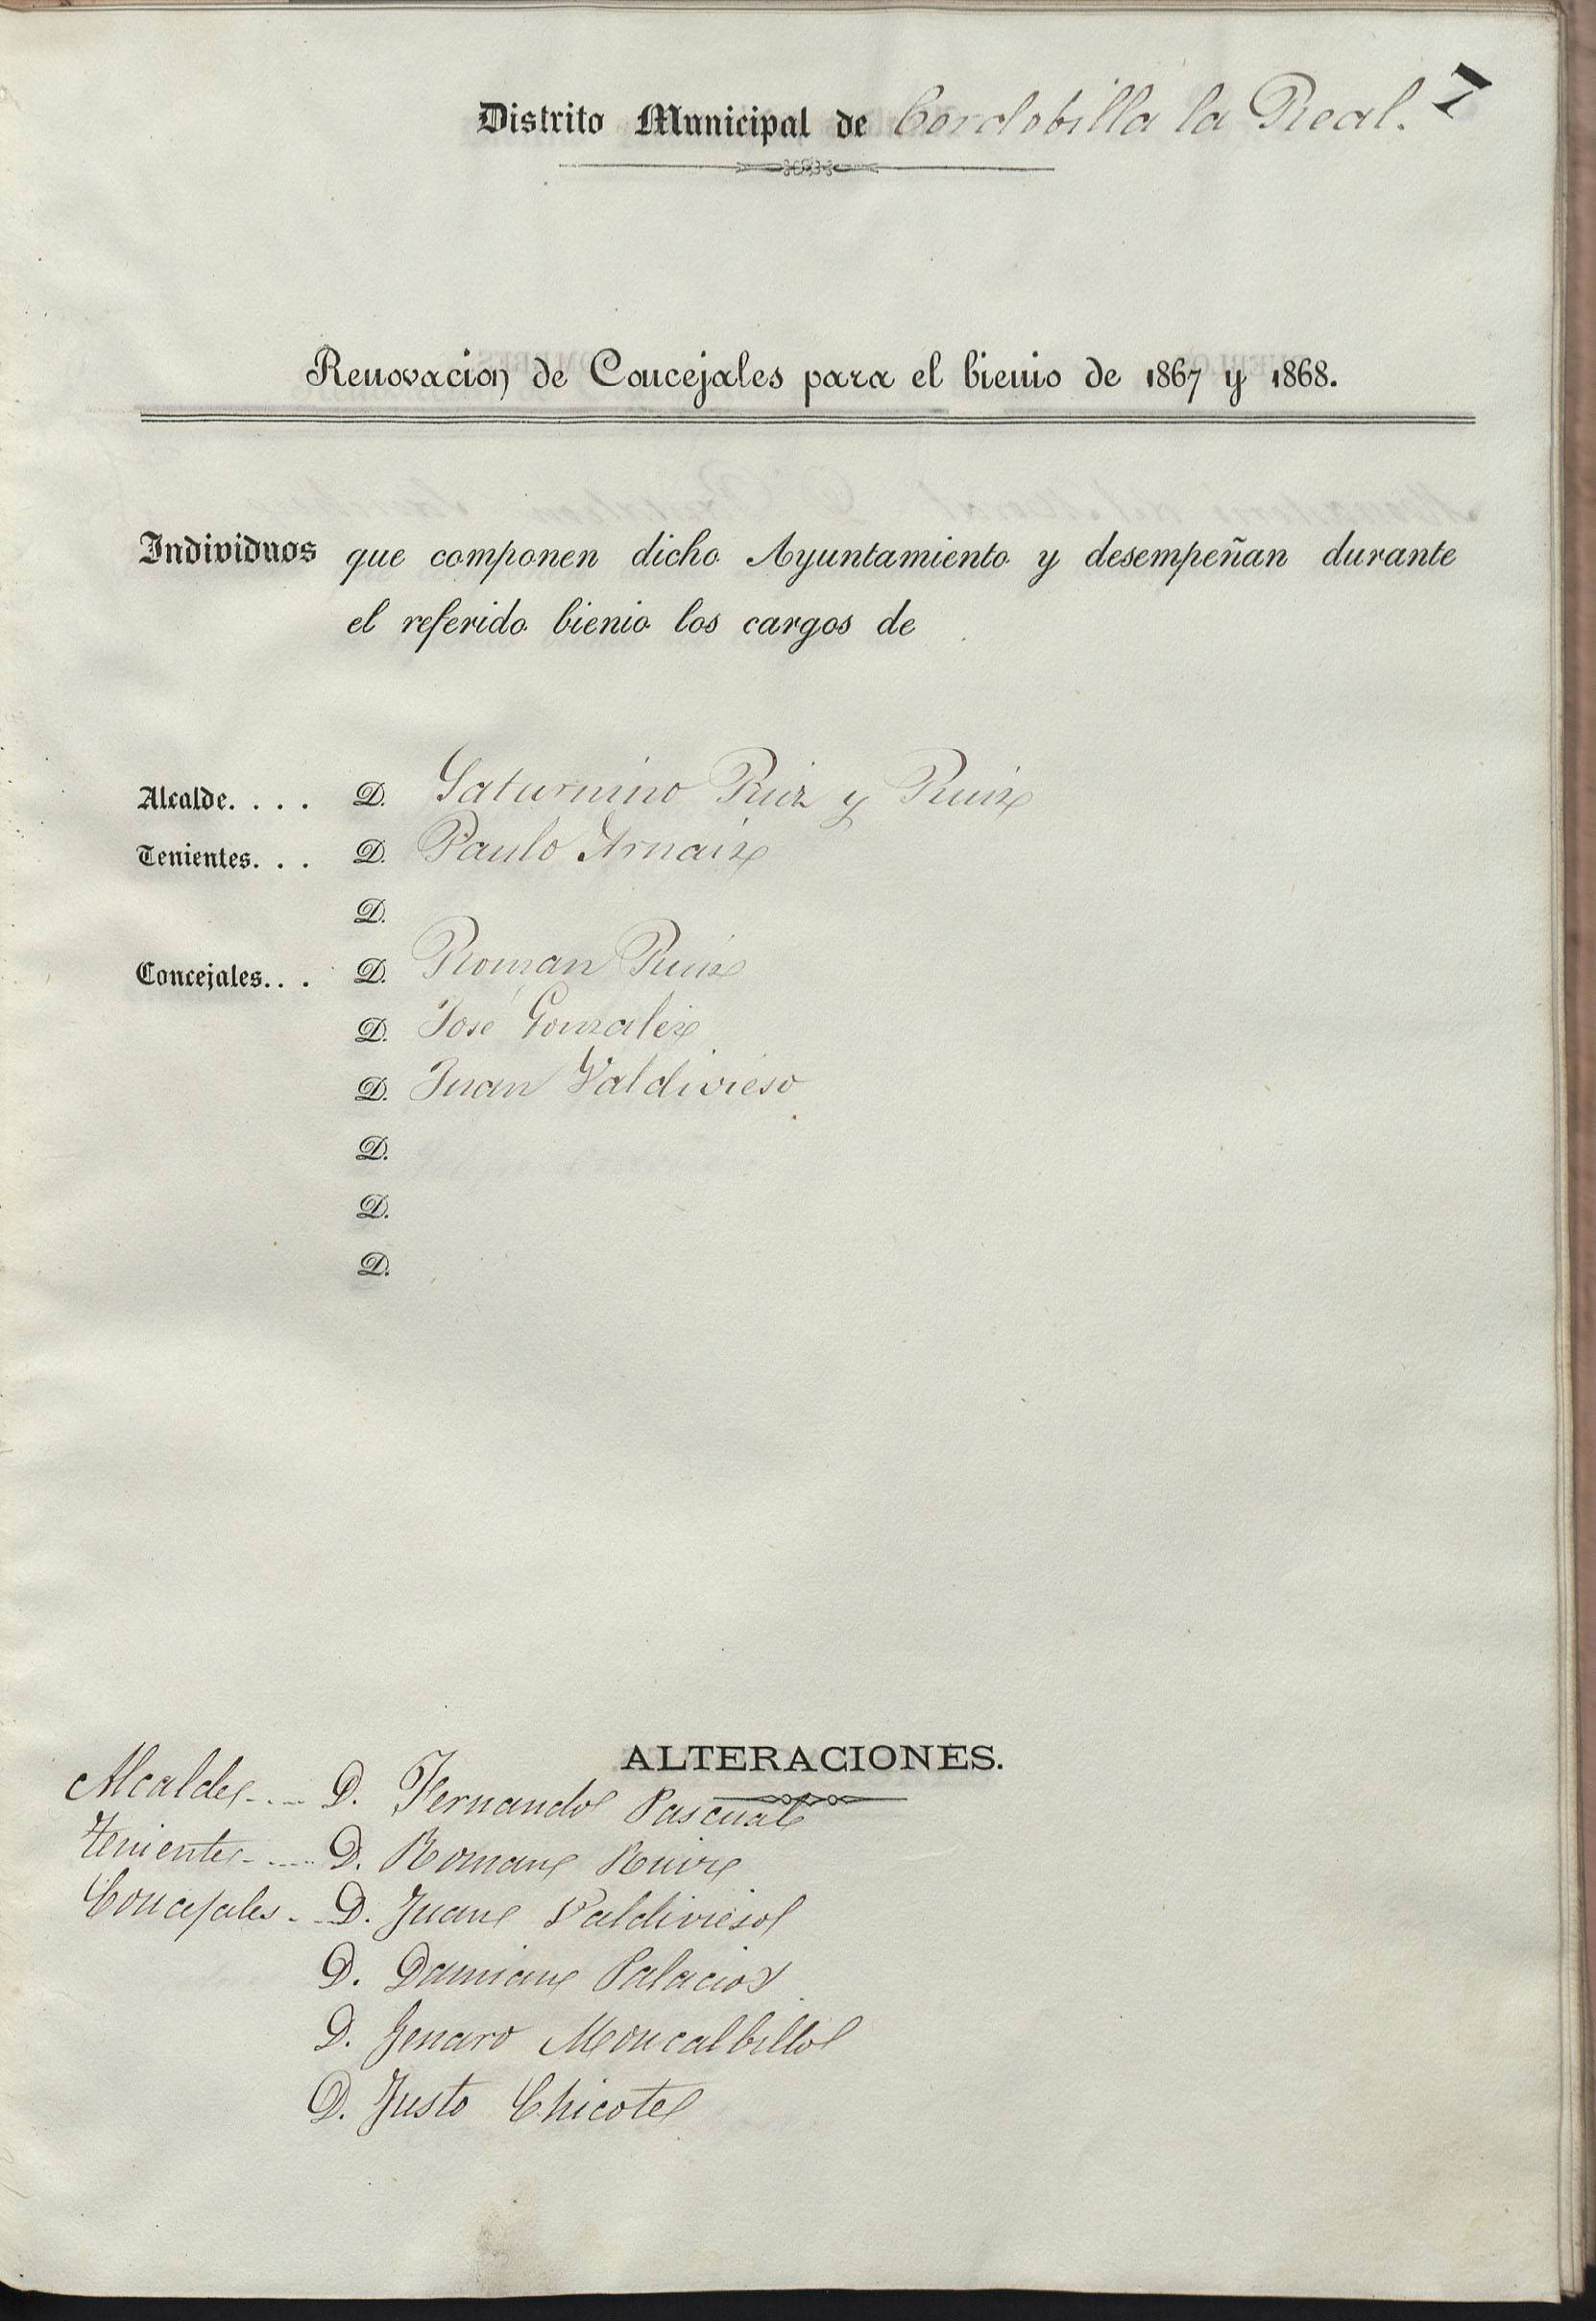 Distrito Municipal de Cordobilla la Real. 7
Renovacion de Concejales para el bienio de 1867 y 1868.
Individuos que componen dicho Ayuntamiento y desempeñan durante
el referido bienio los cargos de
Alcalde. . . . D. Saturnino Ruiz y Ruiz
Tenientes. . . D. Paulo Arnaiz
D.
Concejales. . . D. Roman Ruiz
D. José Gonzalez
D. Juan Valdivieso
D.
D.
D.
ALTERACIONES.
Alcalde - . . - D. Fernando Pascual
Teniente - . . . . D. Roman Ruiz
Concejales - . . D. Juan Valdivieso
D. Damian Palacios
D. Genaro Moncalbillo
D. Justo Chicote